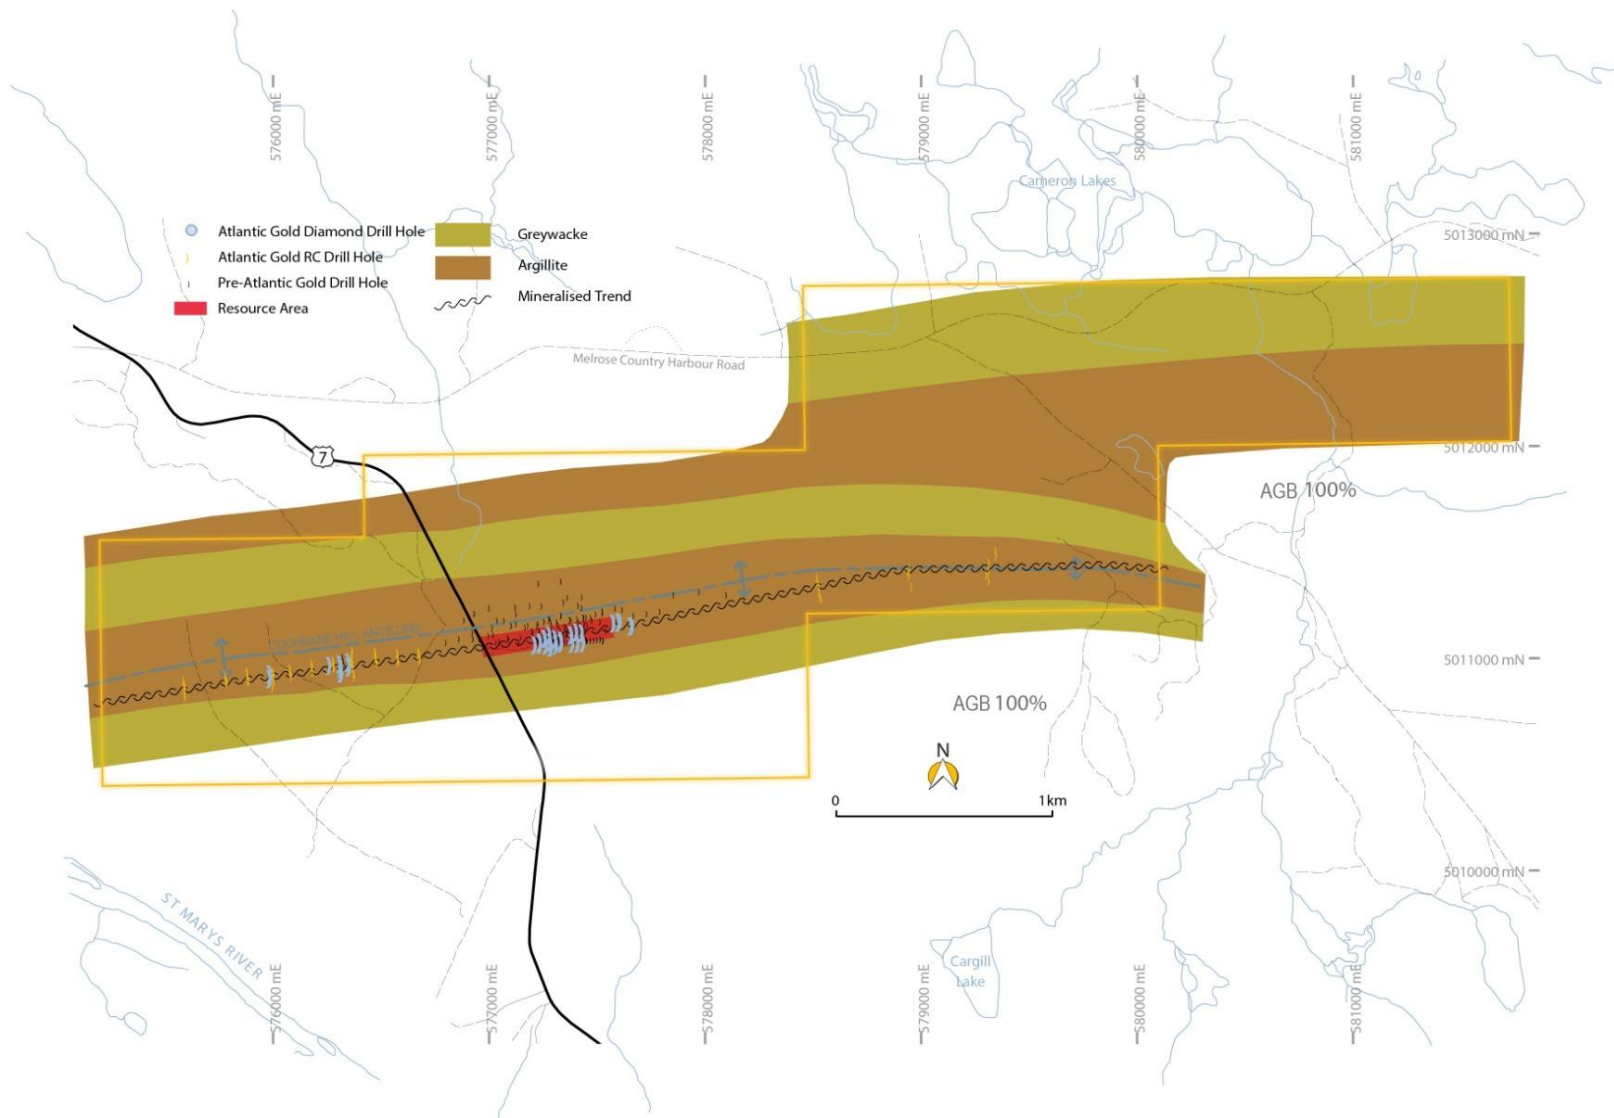 576000 mE
577000 mE
578000 mE
579000 mE
580000 mE
581000 mE
Cameron Lakes
Atlantic Gold Diamond Drill Hole
Atlantic Gold RC Drill Hole
Pre-Atlantic Gold Drill Hole
Resource Area
Greywacke
Argillite
Mineralised Trend
5013000 mN
Melrose Country Harbour Road
7
5012000 mN
AGB 100%
COCHRANE HILL ANTICLINE
5011000 mN
AGB 100%
N
0 1km
5010000 mN
ST MARYS RIVER
Cargill
Lake
576000 mE
577000 mE
578000 mE
579000 mE
580000 mE
581000 mE